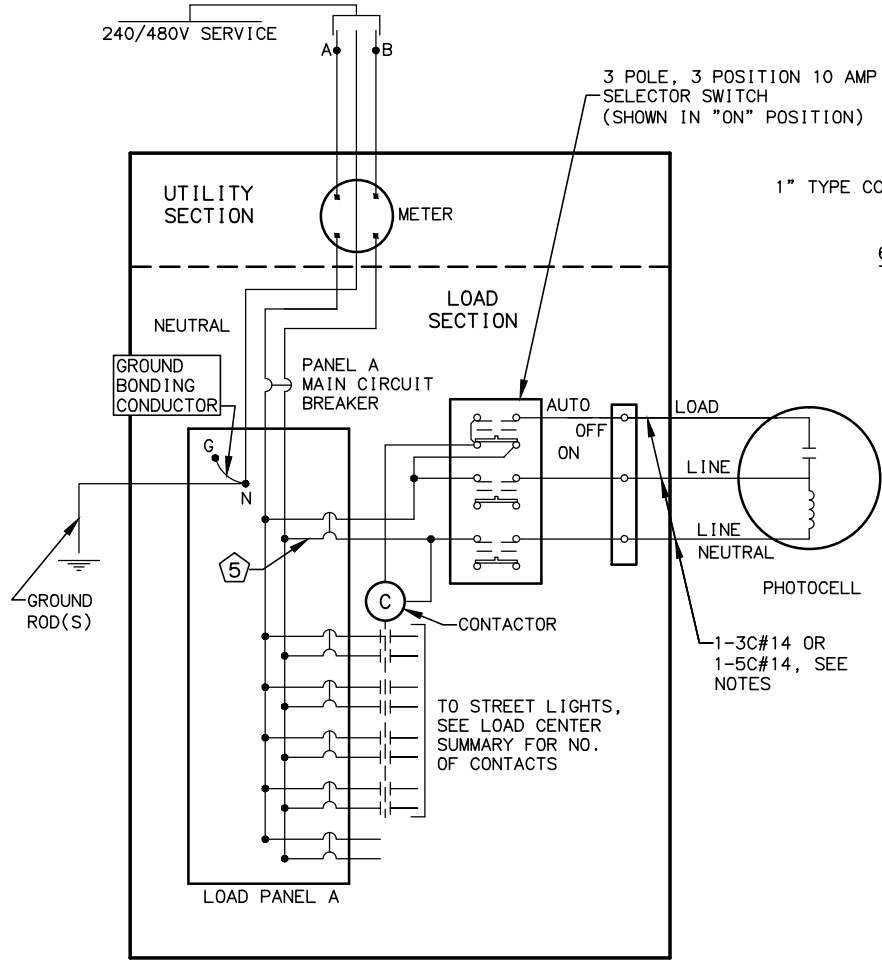 240/480V SERVICE
A
B
3 POLE, 3 POSITION 10 AMP
SELECTOR SWITCH
(SHOWN IN "ON" POSITION)
UTILITY
SECTION
METER
1" TYPE CO
6
LOAD
SECTION
NEUTRAL
GROUND
BONDING
CONDUCTOR
PANEL A
MAIN CIRCUIT
BREAKER
AUTO
OFF
ON
LOAD
G
N
LINE
LINE
NEUTRAL
5
PHOTOCELL
GROUND
ROD(S)
C
CONTACTOR
1-3C#14 OR
1-5C#14, SEE
NOTES
TO STREET LIGHTS,
SEE LOAD CENTER
SUMMARY FOR NO.
OF CONTACTS
LOAD PANEL A